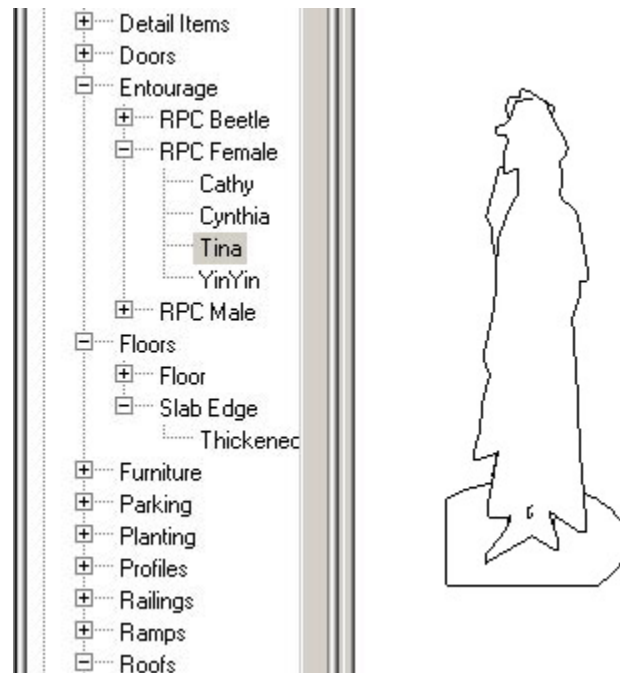 Detail Items
Doors
Entourage
RPC Beetle
RPC Female
Cathy
Cynthia
Tina
YinYin
RPC Male
Floors
Floor
Slab Edge
Thickened
Furniture
Parking
Planting
Profiles
Railings
Ramps
Roofs